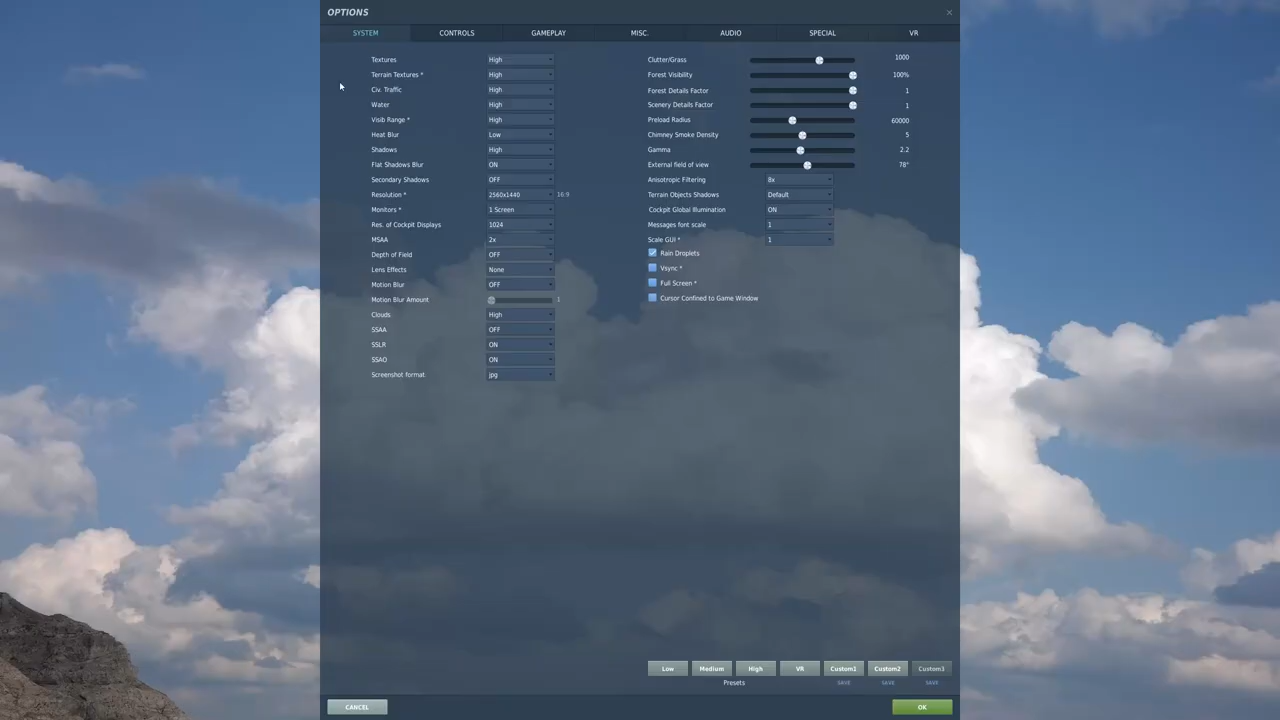 OPTIONS
SYSTEM CONTROLS GAMEPLAY MISC. AUDIO SPECIAL VR
Textures High
Terrain Textures * High
Civ. Traffic High
Water High
Visib Range * High
Heat Blur Low
Shadows High
Flat Shadows Blur ON
Secondary Shadows OFF
Resolution * 2560x1440 16:9
Monitors * 1 Screen
Res. of Cockpit Displays 1024
MSAA 2x
Depth of Field OFF
Lens Effects None
Motion Blur OFF
Motion Blur Amount 1
Clouds High
SSAA OFF
SSLR ON
SSAO ON
Screenshot format jpg
Clutter/Grass 1000
Forest Visibility 100%
Forest Details Factor 1
Scenery Details Factor 1
Preload Radius 60000
Chimney Smoke Density 5
Gamma 2.2
External field of view 78°
Anisotropic Filtering 8x
Terrain Objects Shadows Default
Cockpit Global Illumination ON
Messages font scale 1
Scale GUI * 1
Rain Droplets
Vsync *
Full Screen *
Cursor Confined to Game Window
Low Medium High VR Custom1 Custom2 Custom3
Presets SAVE SAVE SAVE
CANCEL OK